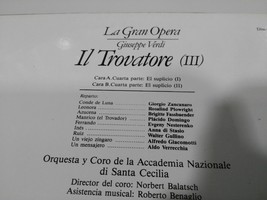 La Gran Opera
Giuseppe Verdi
Il Trovatore (III)
Cara A. Cuarta parte: El suplicio (I)
Cara B. Cuarta parte: El suplicio (II)
Reparto:
Conde de Luna Giorgio Zancanaro
Leonora Rosalind Plowright
Azucena Brigitte Fassbaender
Manrico (el Trovador) Plácido Domingo
Ferrando Evgeny Nesterenko
Inés Anna di Stasio
Ruiz Walter Gullino
Un viejo zíngaro Alfredo Giacomotti
Un mensajero Aldo Verrecchia
Orquesta y Coro de la Accademia Nazionale
di Santa Cecilia
Director del coro: Norbert Balatsch
Asistencia musical: Roberto Benaglio